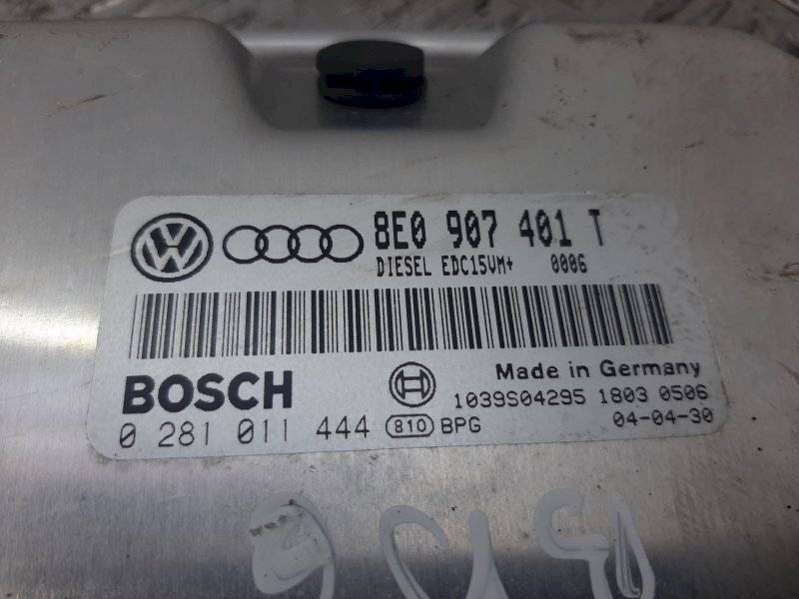 8E0 907 401 T
DIESEL EDC15VM+ 0006
BOSCH
Made in Germany
1039S04295 1803 0506
0 281 011 444 810 BPG 04-04-30